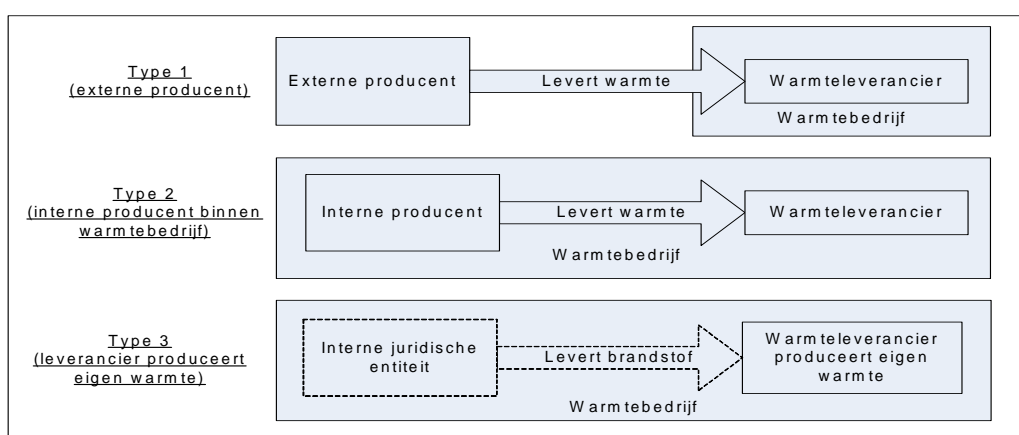 Type 1
(externe producent)
Externe producent
Levert warmte
Warmteleverancier
Warmtebedrijf
Type 2
(interne producent binnen
warmtebedrijf)
Interne producent
Levert warmte
Warmteleverancier
Warmtebedrijf
Type 3
(leverancier produceert
eigen warmte)
Interne juridische
entiteit
Levert brandstof
Warmteleverancier
produceert eigen
warmte
Warmtebedrijf